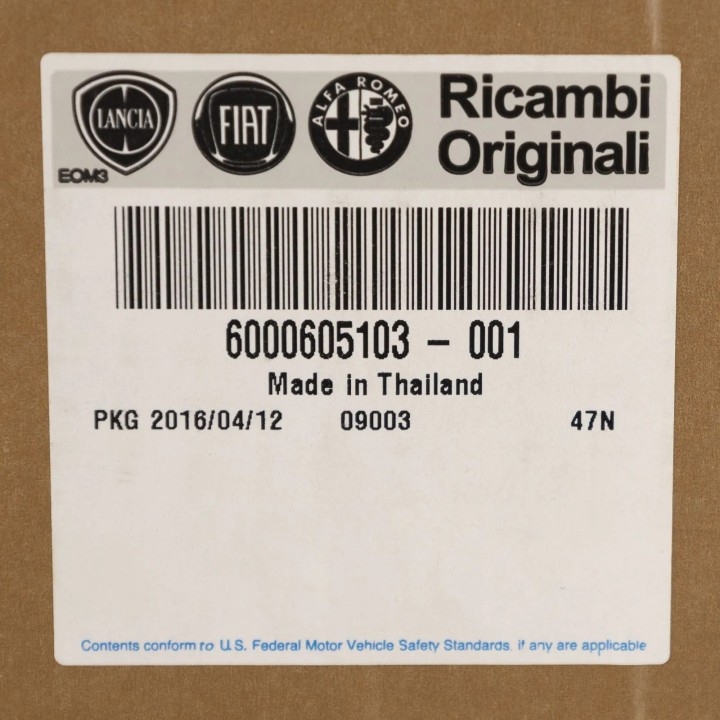 LANCIA
FIAT
ALFA ROMEO
Ricambi
Originali
EOM3
6000605103 – 001
Made in Thailand
PKG 2016/04/12 09003 47N
Contents conform to U.S. Federal Motor Vehicle Safety Standards, if any are applicable